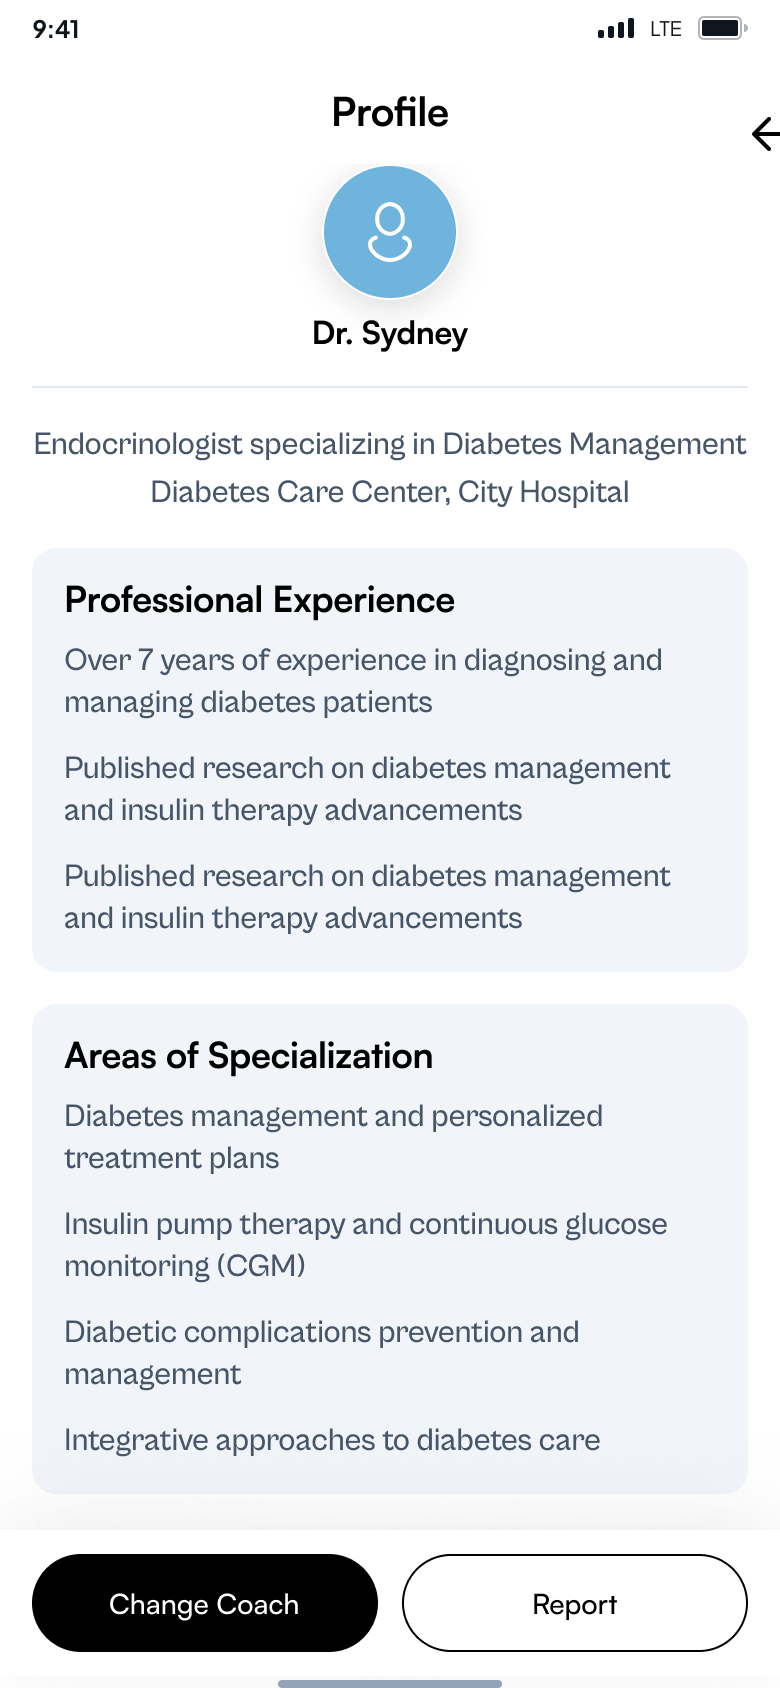 9:41
LTE
Profile
Dr. Sydney
Endocrinologist specializing in Diabetes Management
Diabetes Care Center, City Hospital
Professional Experience
Over 7 years of experience in diagnosing and
managing diabetes patients
Published research on diabetes management
and insulin therapy advancements
Published research on diabetes management
and insulin therapy advancements
Areas of Specialization
Diabetes management and personalized
treatment plans
Insulin pump therapy and continuous glucose
monitoring (CGM)
Diabetic complications prevention and
management
Integrative approaches to diabetes care
Change Coach
Report